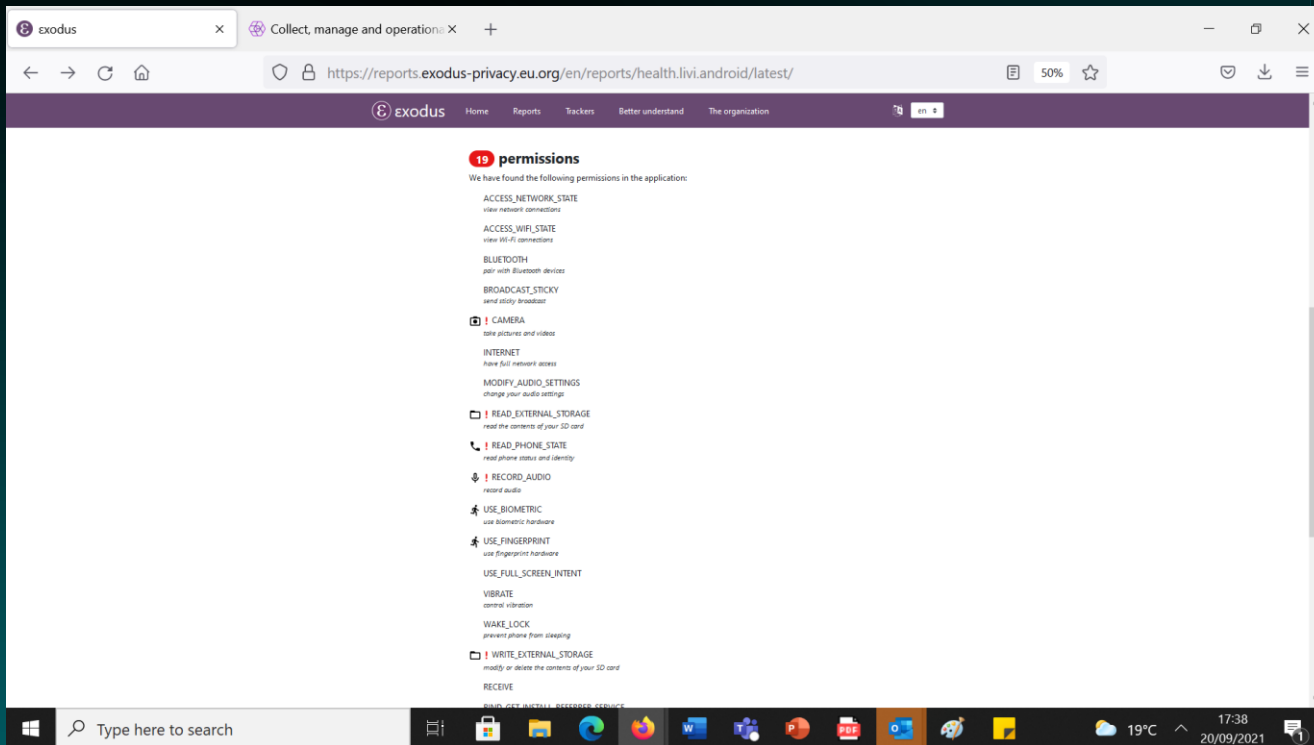 εxodus
Collect, manage and operationa
https://reports.exodus-privacy.eu.org/en/reports/health.livi.android/latest/
50%
εxodus Home Reports Trackers Better understand The organization en
19 permissions
We have found the following permissions in the application:
ACCESS_NETWORK_STATE
view network connections
ACCESS_WIFI_STATE
view Wi-Fi connections
BLUETOOTH
pair with Bluetooth devices
BROADCAST_STICKY
send sticky broadcast
! CAMERA
take pictures and videos
INTERNET
have full network access
MODIFY_AUDIO_SETTINGS
change your audio settings
! READ_EXTERNAL_STORAGE
read the contents of your SD card
! READ_PHONE_STATE
read phone status and identity
! RECORD_AUDIO
record audio
USE_BIOMETRIC
use biometric hardware
USE_FINGERPRINT
use fingerprint hardware
USE_FULL_SCREEN_INTENT
VIBRATE
control vibration
WAKE_LOCK
prevent phone from sleeping
! WRITE_EXTERNAL_STORAGE
modify or delete the contents of your SD card
RECEIVE
BIND_GET_INSTALL_REFERRER_SERVICE
Type here to search
19°C
17:38
20/09/2021